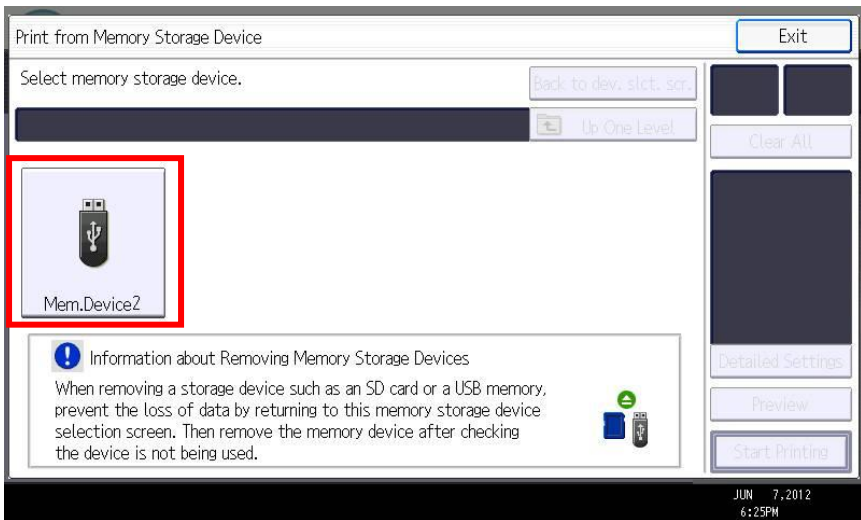 Print from Memory Storage Device
Exit
Select memory storage device.
Back to dev. slct. scr.
Up One Level
Clear All
Mem.Device2
Information about Removing Memory Storage Devices
When removing a storage device such as an SD card or a USB memory,
prevent the loss of data by returning to this memory storage device
selection screen. Then remove the memory device after checking
the device is not being used.
Detailed Settings
Preview
Start Printing
JUN 7,2012
6:25PM